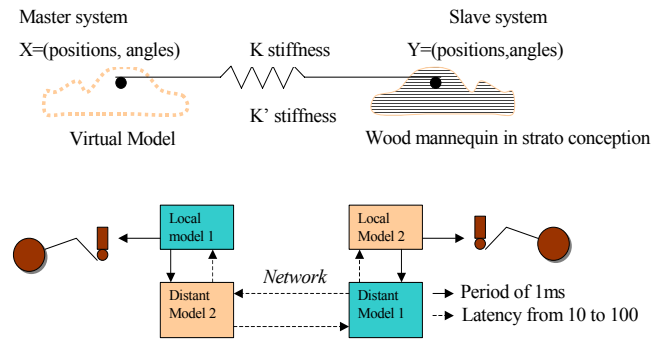 Master system
Slave system
X=(positions, angles)
K stiffness
Y=(positions,angles)
K' stiffness
Virtual Model
Wood mannequin in strato conception
Local
model 1
Local
Model 2
Network
Distant
Model 2
Distant
Model 1
Period of 1ms
Latency from 10 to 100